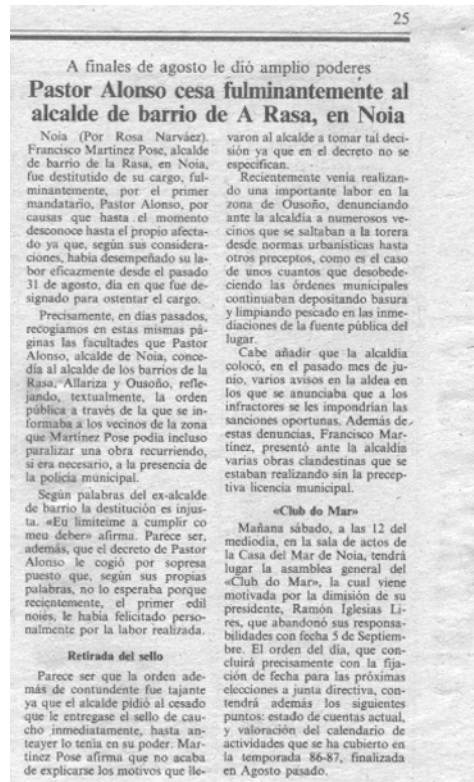 25
A finales de agosto le dió amplio poderes
Pastor Alonso cesa fulminantemente al
alcalde de barrio de A Rasa, en Noia
Noia (Por Rosa Narváez).
Francisco Martínez Pose, alcalde
de barrio de la Rasa, en Noia,
fue destitutido de su cargo, ful-
minantemente, por el primer
mandatario, Pastor Alonso, por
causas que hasta el momento
desconoce hasta el propio afecta-
do ya que, según sus considera-
ciones, había desempeñado su la-
bor eficazmente desde el pasado
31 de agosto, día en que fue de-
signado para ostentar el cargo.
Precisamente, en días pasados,
recogíamos en estas mismas pá-
ginas las facultades que Pastor
Alonso, alcalde de Noia, conce-
día al alcalde de los barrios de la
Rasa, Allariz y Ousoño, refle-
jando, textualmente, la orden
pública a través de la que se in-
formaba a los vecinos de la zona
que Martínez Pose podía incluso
paralizar una obra recurriendo,
si era necesario, a la presencia de
la policía municipal.
Según palabras del ex-alcalde
de barrio la destitución es injus-
ta. «Eu limiteime a cumplir co
meu deber» afirma. Parece ser,
además, que el decreto de Pastor
Alonso le cogió por sopresa
puesto que, según sus propias
palabras, no lo esperaba porque
recientemente, el primer edil
noiés, le había felicitado perso-
nalmente por la labor realizada.
Retirada del sello
Parece ser que la orden ade-
más de contundente fue tajante
ya que el alcalde pidió al cesado
que le entregase el sello de cau-
cho inmediatamente, hasta an-
teayer lo tenía en su poder. Mar-
tínez Pose afirma que no acaba
de explicarse los motivos que lle-
varon al alcalde a tomar tal deci-
sión ya que en el decreto no se
especifican.
Recientemente venía realizan-
do una importante labor en la
zona de Ousoño, denunciando
ante la alcaldía a numerosos ve-
cinos que se saltaban a la torera
desde normas urbanísticas hasta
otros preceptos, como es el caso
de unos cuantos que desobede-
ciendo las órdenes municipales
continuaban depositando basura
y limpiando pescado en las inme-
diaciones de la fuente pública del
lugar.
Cabe añadir que la alcaldía
colocó, en el pasado mes de ju-
nio, varios avisos en la aldea en
los que se anunciaba que a los
infractores se les impondrían las
sanciones oportunas. Además de
estas denuncias, Francisco Mar-
tínez, presentó ante la alcaldía
varias obras clandestinas que se
estaban realizando sin la precep-
tiva licencia municipal.
«Club do Mar»
Mañana sábado, a las 12 del
mediodía, en la sala de actos de
la Casa del Mar de Noia, tendrá
lugar la asamblea general del
«Club do Mar», la cual viene
motivada por la dimisión de su
presidente, Ramón Iglesias Li-
res, que abandonó sus responsa-
bilidades con fecha 5 de Septiem-
bre. El orden del día, que con-
cluirá precisamente con la fija-
ción de fecha para las próximas
elecciones a junta directiva, con-
tendrá además los siguientes
puntos: estado de cuentas actual,
y valoración del calendario de
actividades que se ha cubierto en
la temporada 86-87, finalizada
en Agosto pasado.